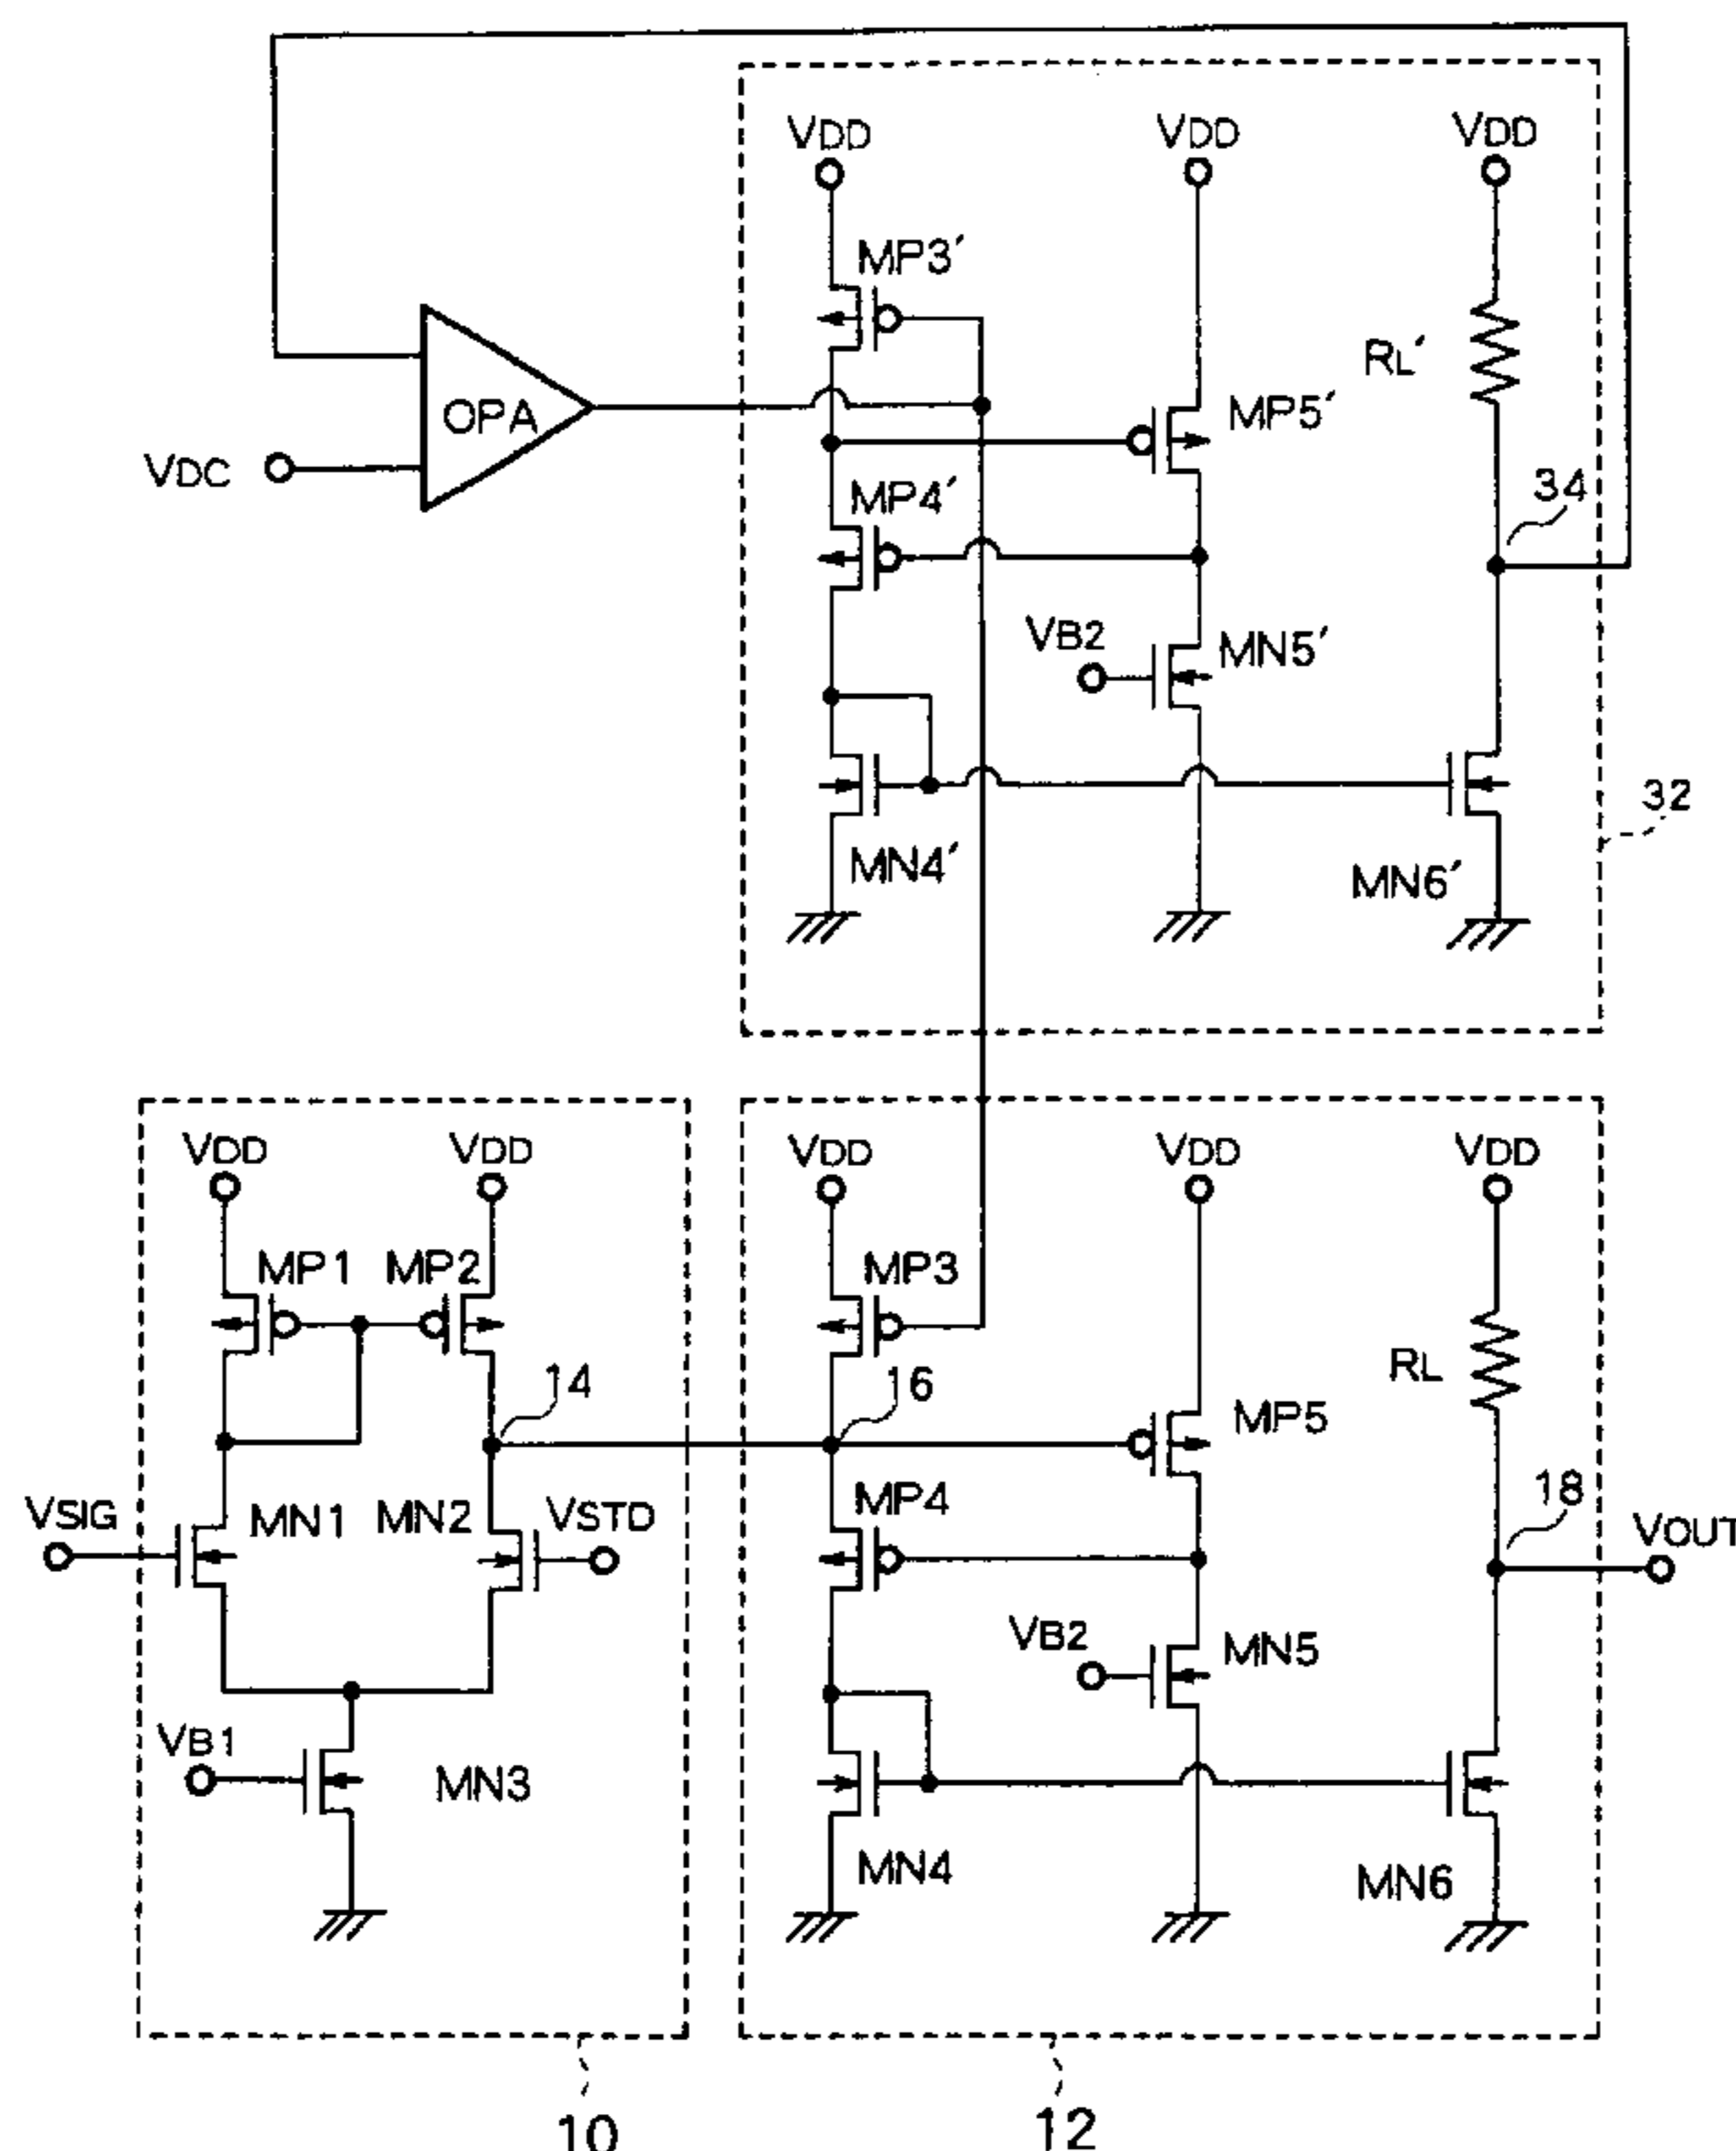 VDD VDD VDD
MP3′
OPA
RL′
MP5′
VDC
MP4′
34
VB2
MN5′
32
MN4′
MN6′
VDD VDD VDD VDD VDD
MP1 MP2 MP3
RL
14 16
MP5
MP4
18
VSIG MN1 MN2 VSTD
VOUT
VB2
MN5
VB1
MN3
MN4
MN6
10 12